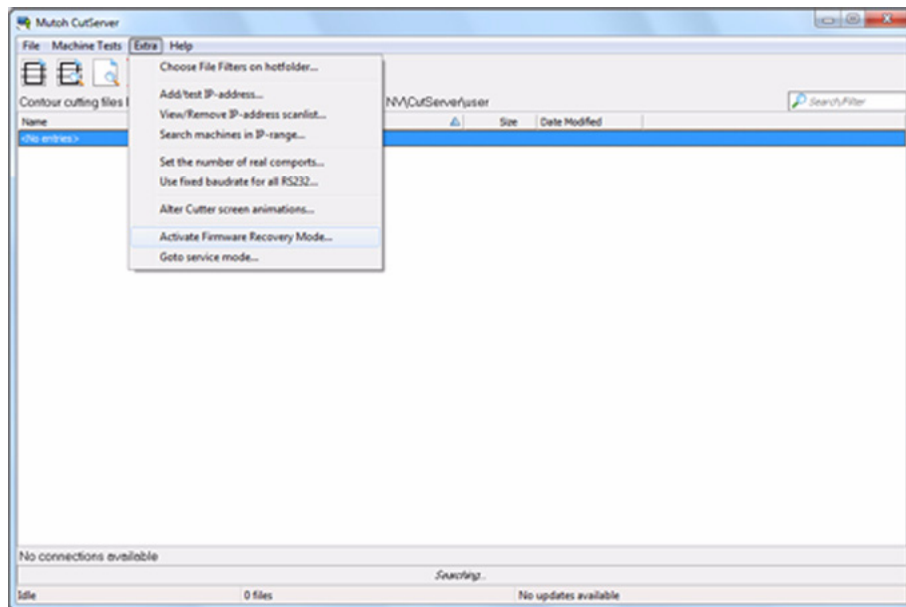 Mutoh CutServer
File Machine Tests Extra Help
Choose File Filters on hotfolder...
Add/test IP-address...
Contour cutting files NV\CutServer\user Search/Filter
View/Remove IP-address scanlist...
Name Size Date Modified
Search machines in IP-range...
<No entries>
Set the number of real comports...
Use fixed baudrate for all RS232...
Alter Cutter screen animations...
Activate Firmware Recovery Mode...
Goto service mode...
No connections available
Searching..
Idle 0 files No updates available